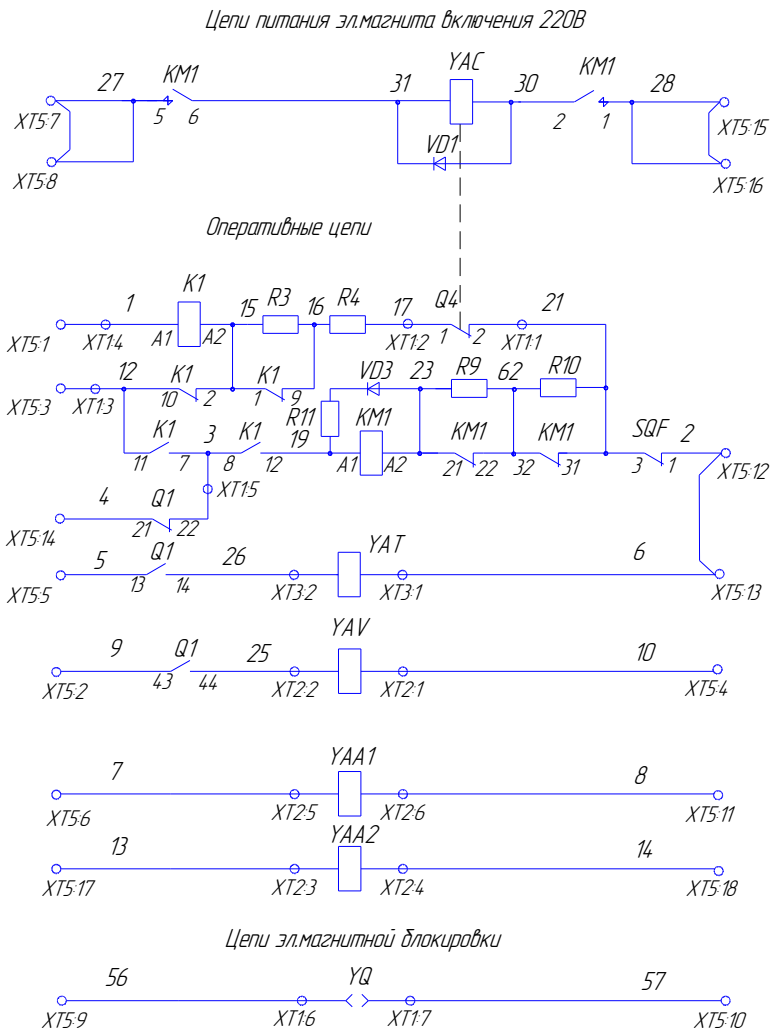 Цепи питания эл.магнита включения 220В
27 KM1 31 YAC 30 KM1 28
XT5:7 5 6 2 1 XT5:15
VD1
XT5:8 XT5:16
Оперативные цепи
1 K1 15 R3 16 R4 17 Q4 21
XT5:1 XT1:4 A1 A2 XT1:2 1 2 XT1:1
12 K1 K1 VD3 23 R9 62 R10
XT5:3 XT1:3 10 2 1 9 R11
K1 3 K1 19 KM1 KM1 KM1 SQF 2
11 7 8 12 A1 A2 21 22 32 31 3 1 XT5:12
XT1:5
4 Q1
XT5:14 21 22
5 Q1 26 YAT 6
XT5:5 13 14 XT3:2 XT3:1 XT5:13
9 Q1 25 YAV 10
XT5:2 43 44 XT2:2 XT2:1 XT5:4
7 YAA1 8
XT5:6 XT2:5 XT2:6 XT5:11
13 YAA2 14
XT5:17 XT2:3 XT2:4 XT5:18
Цепи эл.магнитной блокировки
56 YQ 57
XT5:9 XT1:6 XT1:7 XT5:10